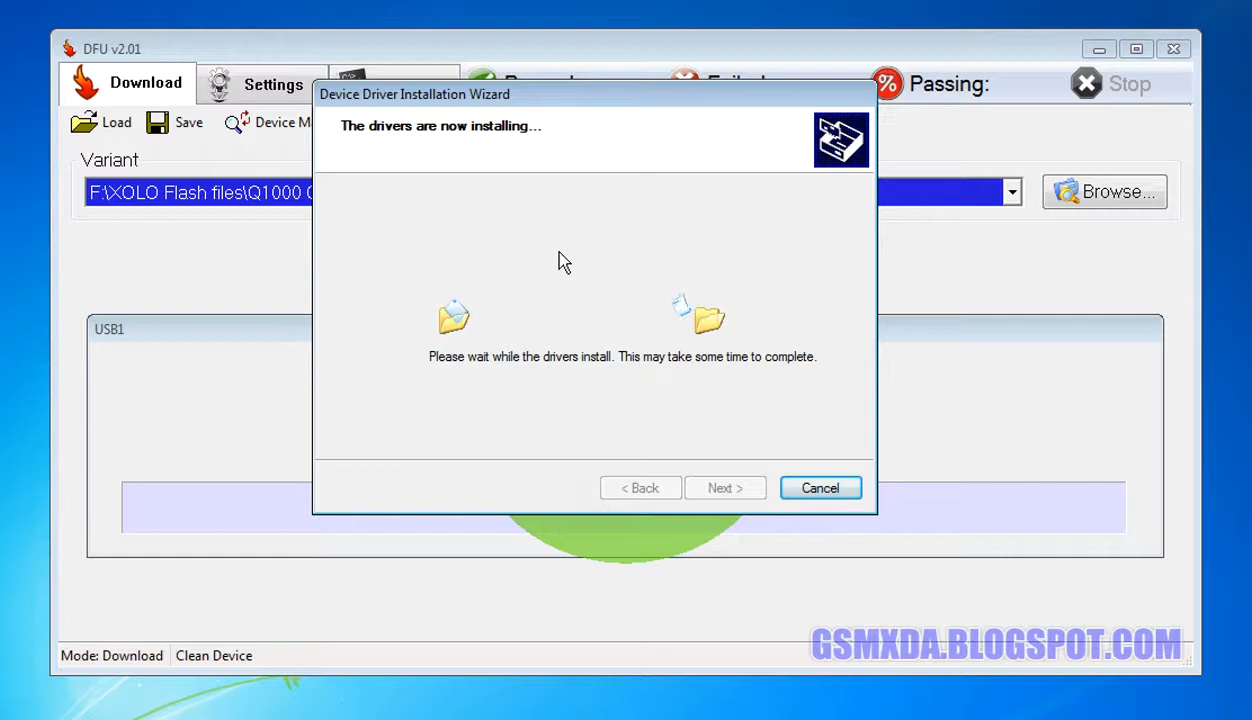 DFU v2.01
Download
Settings
Passing:
Stop
Load
Save
Device M
Variant
F:\XOLO Flash files\Q1000
Browse...
Device Driver Installation Wizard
The drivers are now installing...
Please wait while the drivers install. This may take some time to complete.
< Back
Next >
Cancel
USB1
GSMXDA.BLOGSPOT.COM
Mode: Download
Clean Device